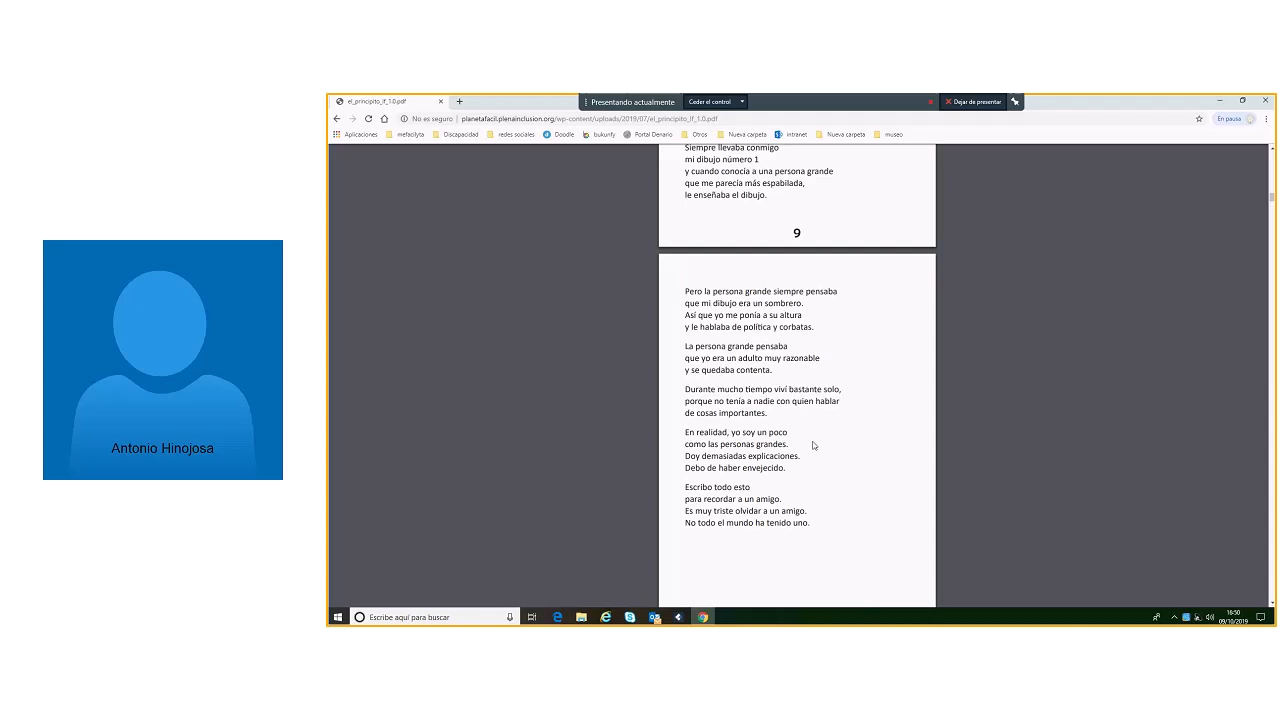 el_principito_lf_1.0.pdf
Presentando actualmente
Ceder el control
Dejar de presentar
No es seguro
planetafacil.plenainclusion.org/wp-content/uploads/2019/07/el_principito_lf_1.0.pdf
En pausa
Aplicaciones
mefacilyta
Discapacidad
redes sociales
Doodle
bukunfy
Portal Denario
Otros
Nueva carpeta
intranet
Nueva carpeta
museo
Siempre llevaba conmigo
mi dibujo número 1
y cuando conocía a una persona grande
que me parecía más espabilada,
le enseñaba el dibujo.
9
Pero la persona grande siempre pensaba
que mi dibujo era un sombrero.
Así que yo me ponía a su altura
y le hablaba de política y corbatas.
La persona grande pensaba
que yo era un adulto muy razonable
y se quedaba contenta.
Durante mucho tiempo viví bastante solo,
porque no tenía a nadie con quien hablar
de cosas importantes.
En realidad, yo soy un poco
como las personas grandes.
Doy demasiadas explicaciones.
Debo de haber envejecido.
Escribo todo esto
para recordar a un amigo.
Es muy triste olvidar a un amigo.
No todo el mundo ha tenido uno.
Antonio Hinojosa
Escribe aquí para buscar
16:50
09/10/2019